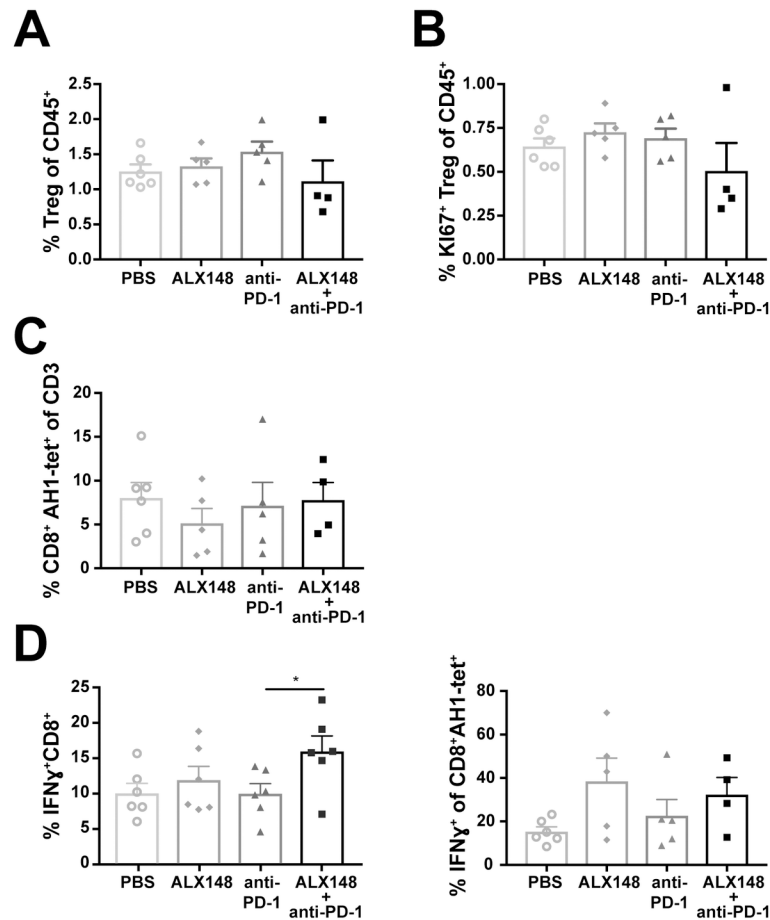 A
% Treg of CD45⁺
2.5
2.0
1.5
1.0
0.5
0.0
PBS ALX148 anti-PD-1 ALX148 + anti-PD-1
B
% KI67⁺ Treg of CD45⁺
1.00
0.75
0.50
0.25
0.00
PBS ALX148 anti-PD-1 ALX148 + anti-PD-1
C
% CD8⁺ AH1-tet⁺ of CD3
20
15
10
5
0
PBS ALX148 anti-PD-1 ALX148 + anti-PD-1
D
% IFNɣ⁺CD8⁺
25
20
15
10
5
0
*
PBS ALX148 anti-PD-1 ALX148 + anti-PD-1
% IFNɣ⁺ of CD8⁺AH1-tet⁺
80
60
40
20
0
PBS ALX148 anti-PD-1 ALX148 + anti-PD-1